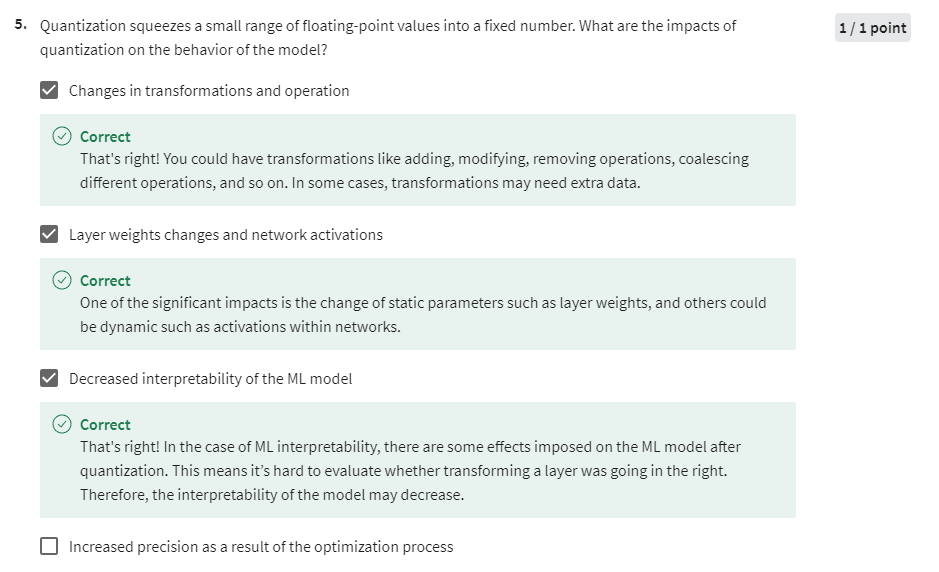 5. Quantization squeezes a small range of floating-point values into a fixed number. What are the impacts of
1 / 1 point
quantization on the behavior of the model?
Changes in transformations and operation
Correct
That's right! You could have transformations like adding, modifying, removing operations, coalescing
different operations, and so on. In some cases, transformations may need extra data.
Layer weights changes and network activations
Correct
One of the significant impacts is the change of static parameters such as layer weights, and others could
be dynamic such as activations within networks.
Decreased interpretability of the ML model
Correct
That's right! In the case of ML interpretability, there are some effects imposed on the ML model after
quantization. This means it’s hard to evaluate whether transforming a layer was going in the right.
Therefore, the interpretability of the model may decrease.
Increased precision as a result of the optimization process